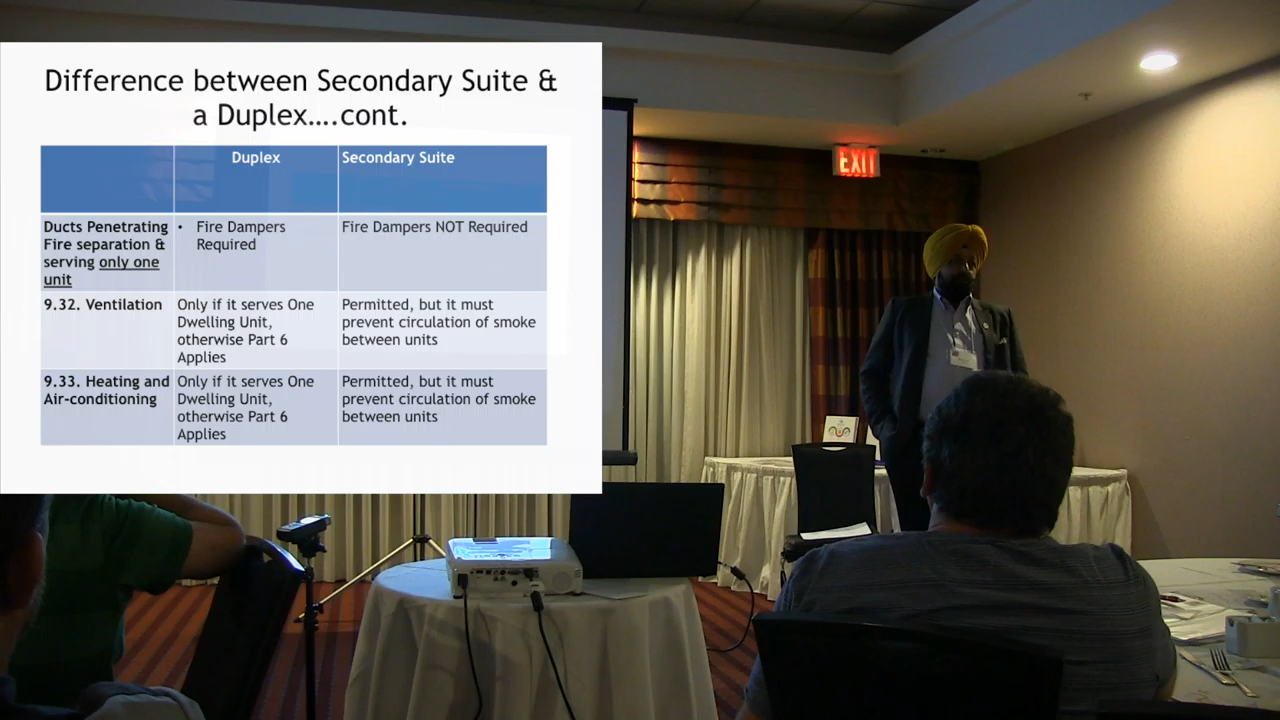 Difference between Secondary Suite &
a Duplex....cont.
Duplex
Secondary Suite
Ducts Penetrating
Fire separation &
serving only one
unit
• Fire Dampers
Required
Fire Dampers NOT Required
9.32. Ventilation
Only if it serves One
Dwelling Unit,
otherwise Part 6
Applies
Permitted, but it must
prevent circulation of smoke
between units
9.33. Heating and
Air-conditioning
Only if it serves One
Dwelling Unit,
otherwise Part 6
Applies
Permitted, but it must
prevent circulation of smoke
between units
EXIT